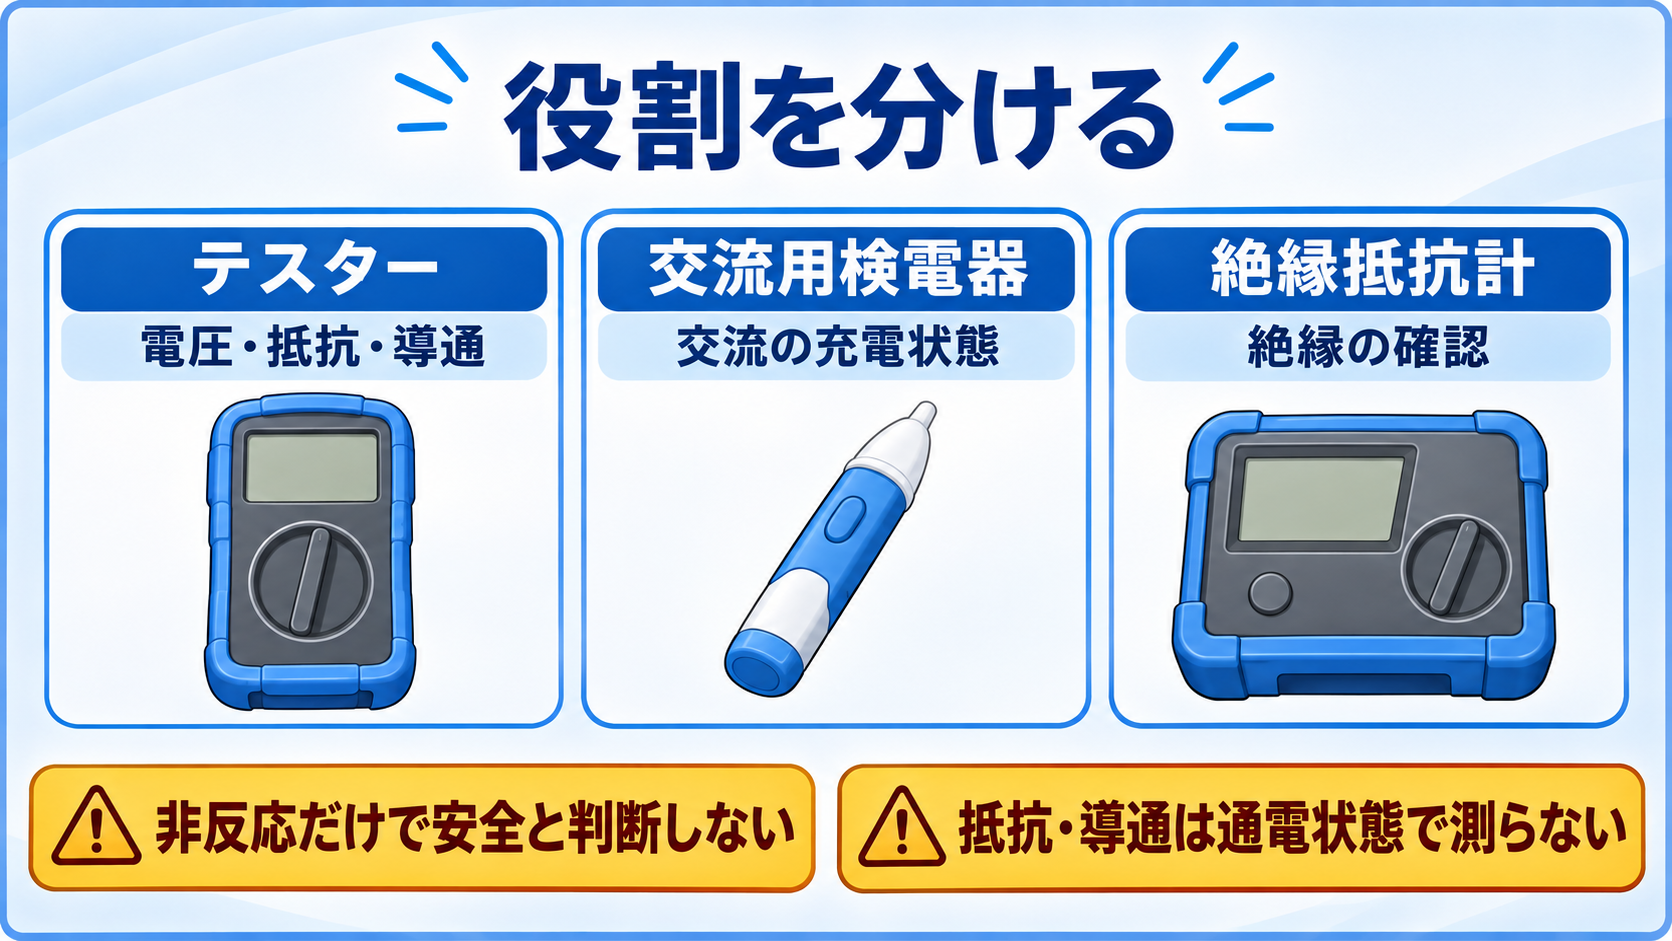 役割を分ける
テスター
電圧・抵抗・導通
交流用検電器
交流の充電状態
絶縁抵抗計
絶縁の確認
非反応だけで安全と判断しない
抵抗・導通は通電状態で測らない